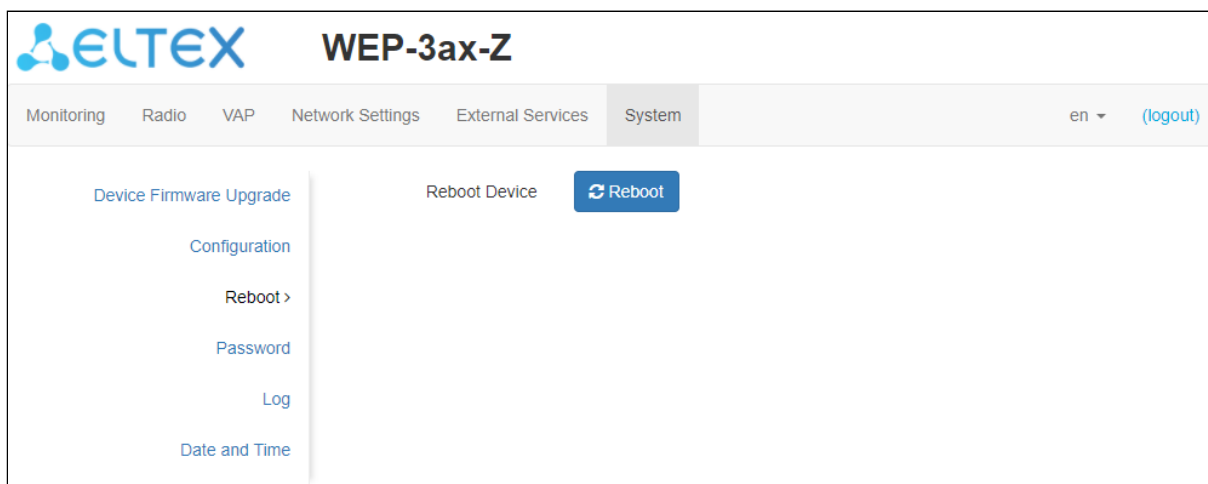 ELTEX WEP-3ax-Z
Monitoring Radio VAP Network Settings External Services System en (logout)
Device Firmware Upgrade
Reboot Device Reboot
Configuration
Reboot >
Password
Log
Date and Time